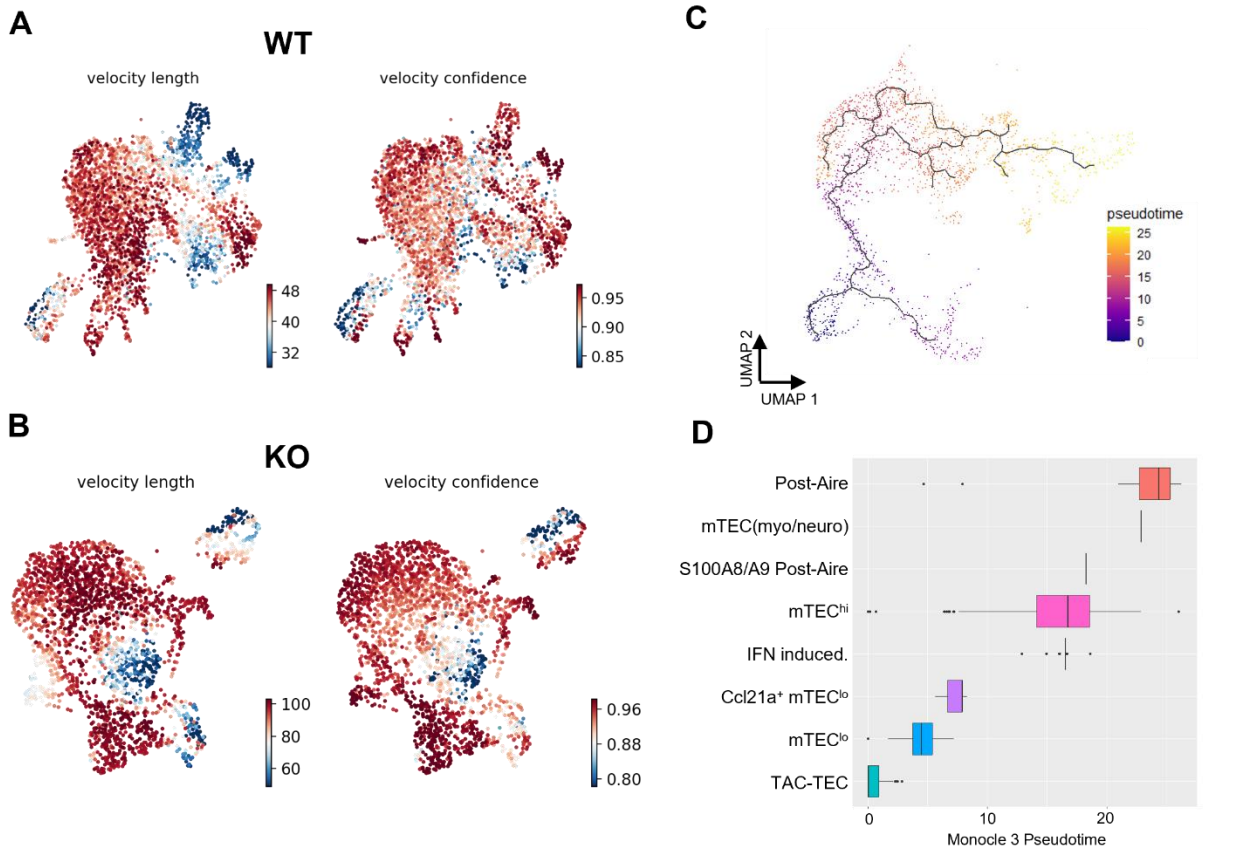 A
WT
velocity length
velocity confidence
48
40
32
0.95
0.90
0.85
B
KO
velocity length
velocity confidence
100
80
60
0.96
0.88
0.80
C
pseudotime
25
20
15
10
5
0
UMAP 2
UMAP 1
D
Post-Aire
mTEC(myo/neuro)
S100A8/A9 Post-Aire
mTECʰⁱ
IFN induced.
Ccl21a⁺ mTECˡᵒ
mTECˡᵒ
TAC-TEC
0 10 20
Monocle 3 Pseudotime